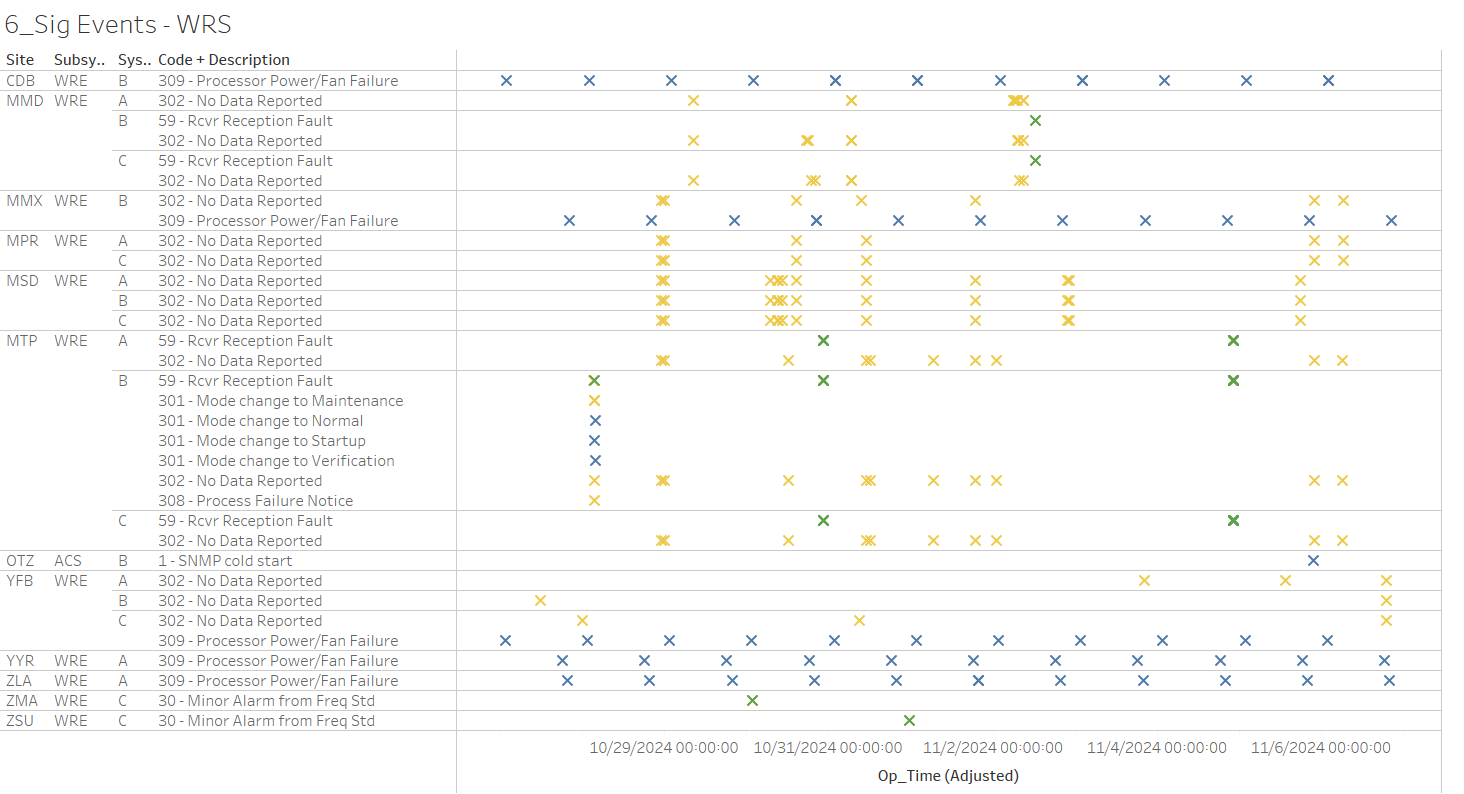 6_Sig Events - WRS
Site Subsy.. Sys.. Code + Description
CDB WRE B 309 - Processor Power/Fan Failure
MMD WRE A 302 - No Data Reported
B 59 - Rcvr Reception Fault
302 - No Data Reported
C 59 - Rcvr Reception Fault
302 - No Data Reported
MMX WRE B 302 - No Data Reported
309 - Processor Power/Fan Failure
MPR WRE A 302 - No Data Reported
C 302 - No Data Reported
MSD WRE A 302 - No Data Reported
B 302 - No Data Reported
C 302 - No Data Reported
MTP WRE A 59 - Rcvr Reception Fault
302 - No Data Reported
B 59 - Rcvr Reception Fault
301 - Mode change to Maintenance
301 - Mode change to Normal
301 - Mode change to Startup
301 - Mode change to Verification
302 - No Data Reported
308 - Process Failure Notice
C 59 - Rcvr Reception Fault
302 - No Data Reported
OTZ ACS B 1 - SNMP cold start
YFB WRE A 302 - No Data Reported
B 302 - No Data Reported
C 302 - No Data Reported
309 - Processor Power/Fan Failure
YYR WRE A 309 - Processor Power/Fan Failure
ZLA WRE A 309 - Processor Power/Fan Failure
ZMA WRE C 30 - Minor Alarm from Freq Std
ZSU WRE C 30 - Minor Alarm from Freq Std
10/29/2024 00:00:00 10/31/2024 00:00:00 11/2/2024 00:00:00 11/4/2024 00:00:00 11/6/2024 00:00:00
Op_Time (Adjusted)